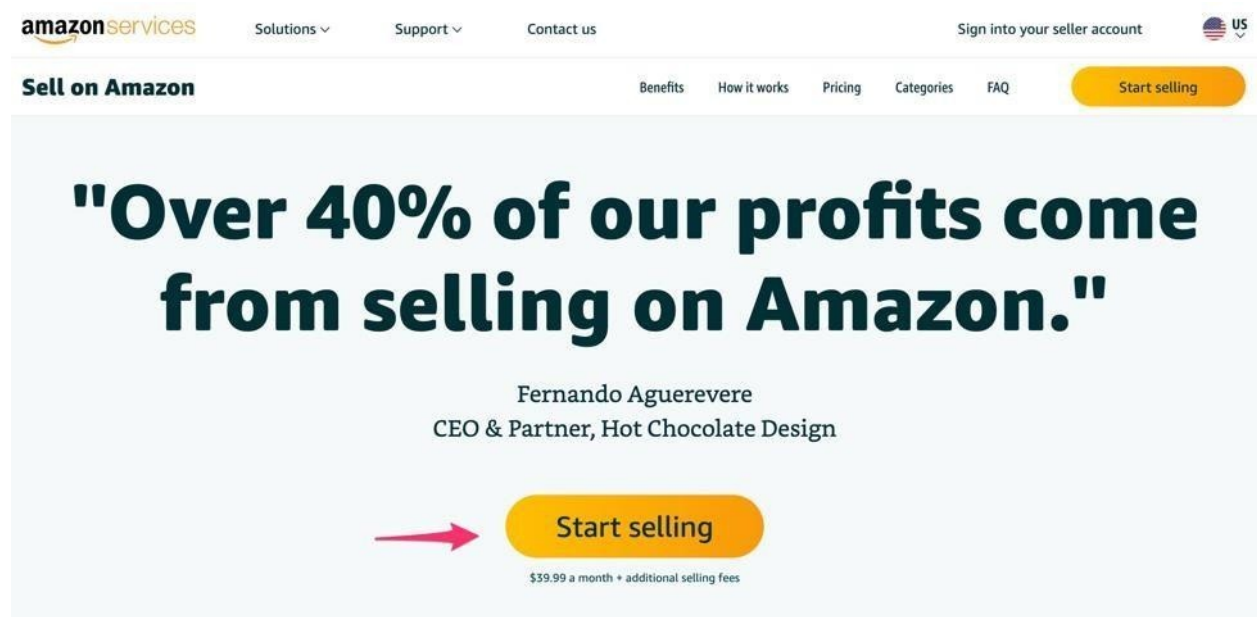 amazonservices Solutions Support Contact us Sign into your seller account US
Sell on Amazon Benefits How it works Pricing Categories FAQ Start selling
"Over 40% of our profits come
from selling on Amazon."
Fernando Aguerevere
CEO & Partner, Hot Chocolate Design
Start selling
$39.99 a month + additional selling fees